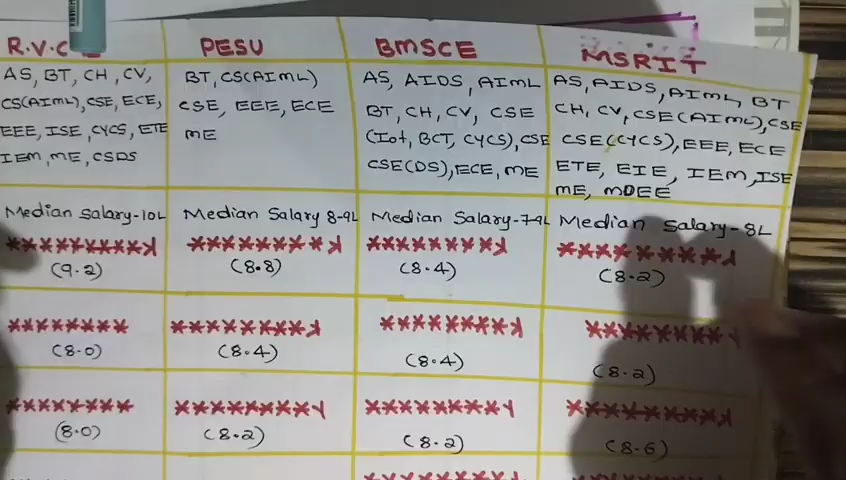 R.V.C
PESU
BMSCE
MSRIT
AS, BT, CH, CV,
CS(AIML), CSE, ECE,
EEE, ISE, CYCS, ETE
IEM, ME, CSDS
BT, CS(AIML)
CSE, EEE, ECE
ME
AS, AIDS, AIML
BT, CH, CV, CSE
(Iot, BCT, CYCS), CSE
CSE(DS), ECE, ME
AS, AIDS, AIML, BT
CH, CV, CSE(AIML), CSE
CSE(CYCS), EEE, ECE
ETE, EIE, IEM, ISE
ME, MDEE
Median Salary-10L
Median Salary 8-9L
Median Salary-79L
Median Salary-8L
(9.2)
(8.8)
(8.4)
(8.2)
(8.0)
(8.4)
(8.4)
(8.2)
(8.0)
(8.2)
(8.2)
(8.6)